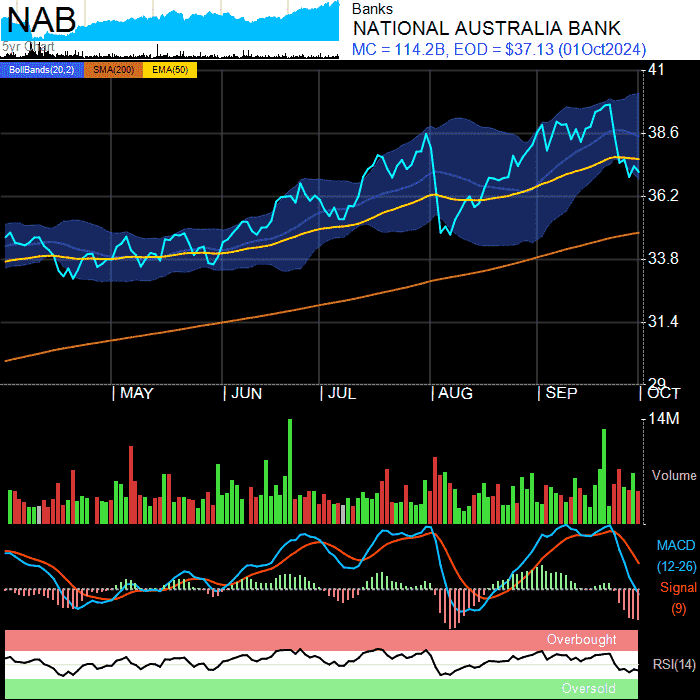 NAB
5yr Chart
Banks
NATIONAL AUSTRALIA BANK
MC = 114.2B, EOD = $37.13 (01Oct2024)
BollBands(20,2) SMA(200) EMA(50)
41
38.6
36.2
33.8
31.4
29
MAY JUN JUL AUG SEP OCT
14M
Volume
MACD
(12-26)
Signal
(9)
Overbought
RSI(14)
Oversold